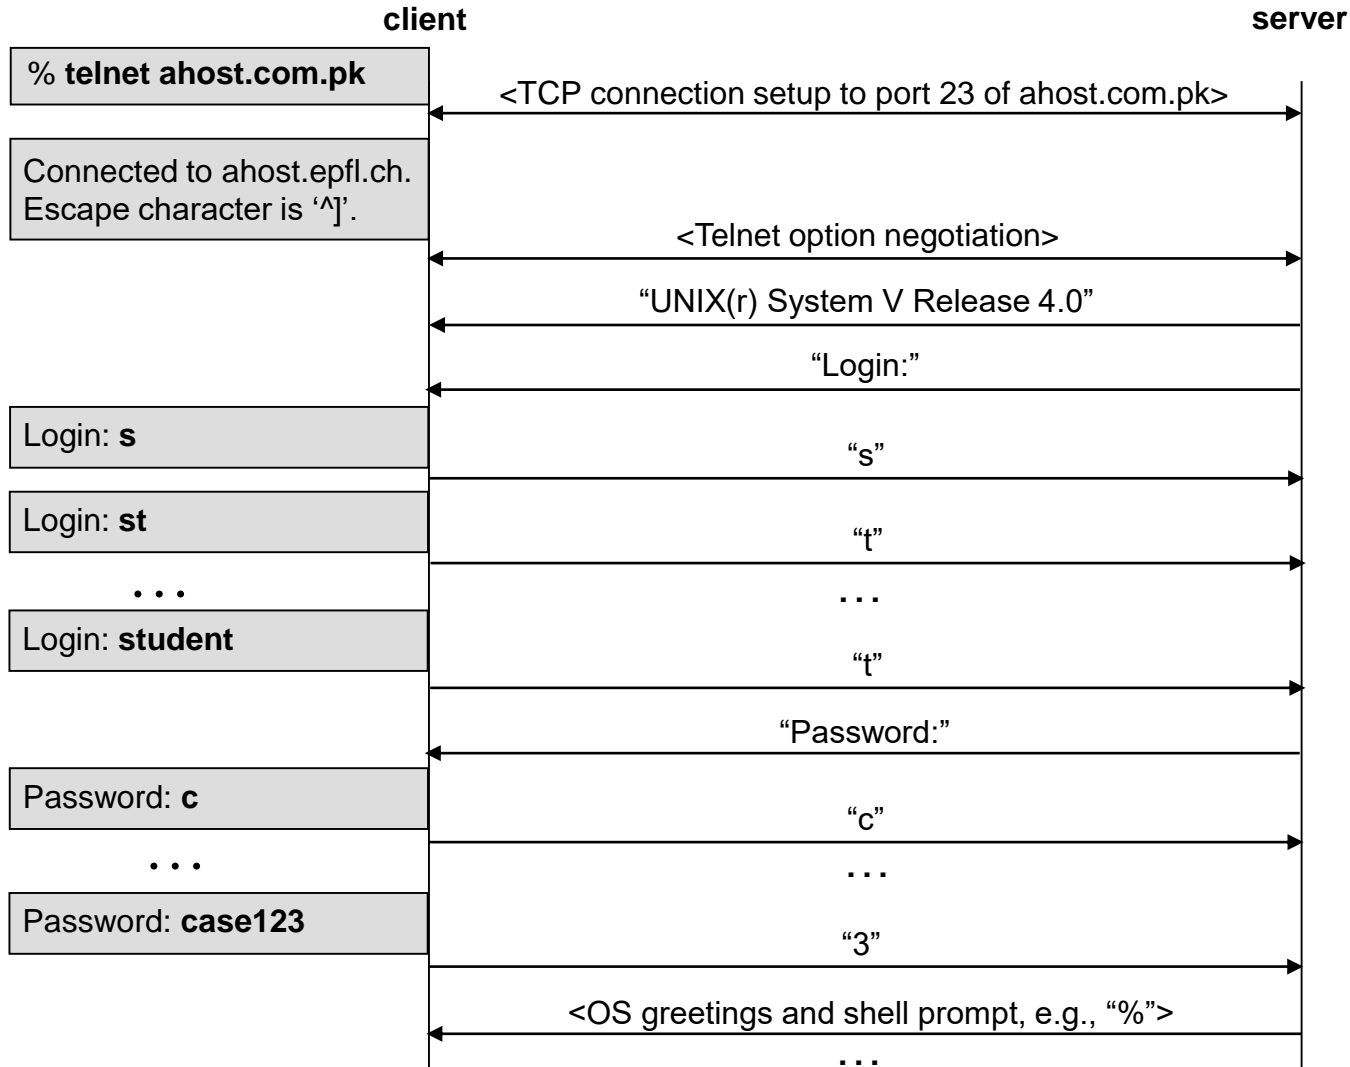 client server
% telnet ahost.com.pk
<TCP connection setup to port 23 of ahost.com.pk>
Connected to ahost.epfl.ch.
Escape character is ‘^]’.
<Telnet option negotiation>
“UNIX(r) System V Release 4.0”
“Login:”
Login: s
“s”
Login: st
“t”
. . .
. . .
Login: student
“t”
“Password:”
Password: c
“c”
. . .
. . .
Password: case123
“3”
<OS greetings and shell prompt, e.g., “%”>
. . .